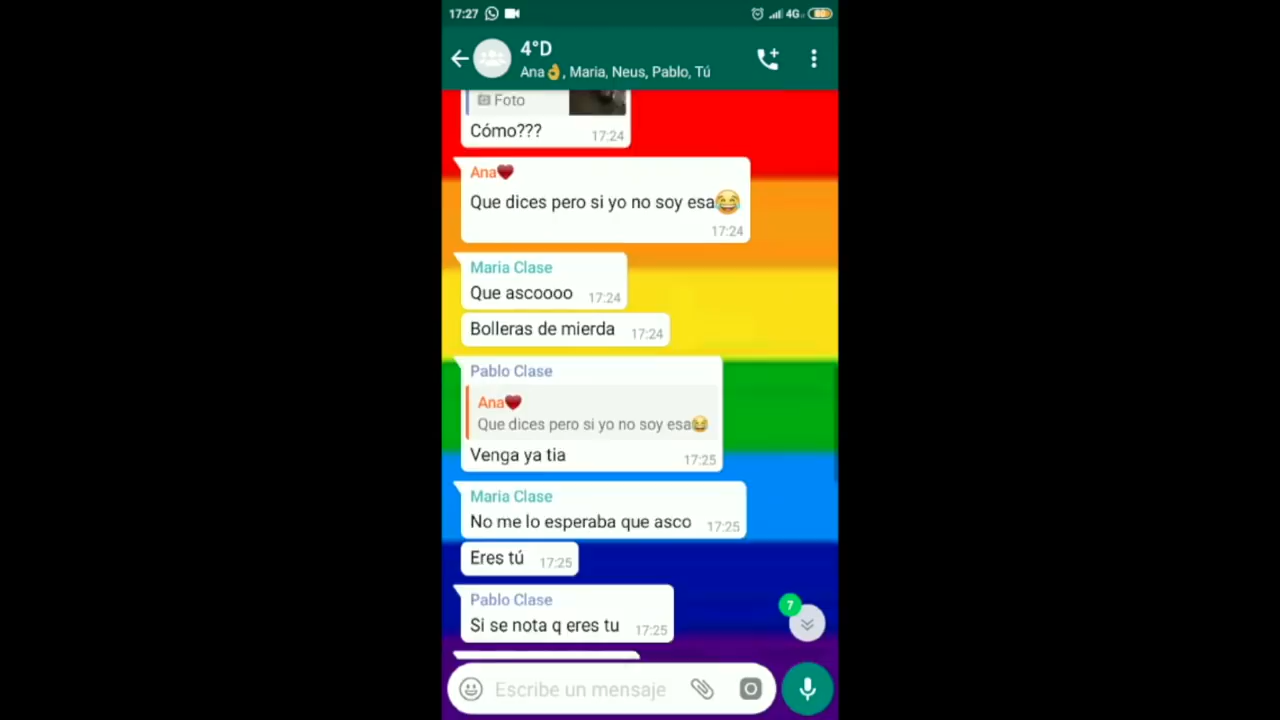 17:27
4G
4°D
Ana👌, Maria, Neus, Pablo, Tú
Foto
Cómo???
17:24
Ana♥
Que dices pero si yo no soy esa😂
17:24
Maria Clase
Que ascoooo 17:24
Bolleras de mierda 17:24
Pablo Clase
Ana♥
Que dices pero si yo no soy esa😂
Venga ya tia 17:25
Maria Clase
No me lo esperaba que asco 17:25
Eres tú 17:25
Pablo Clase
7
Si se nota q eres tu 17:25
Escribe un mensaje